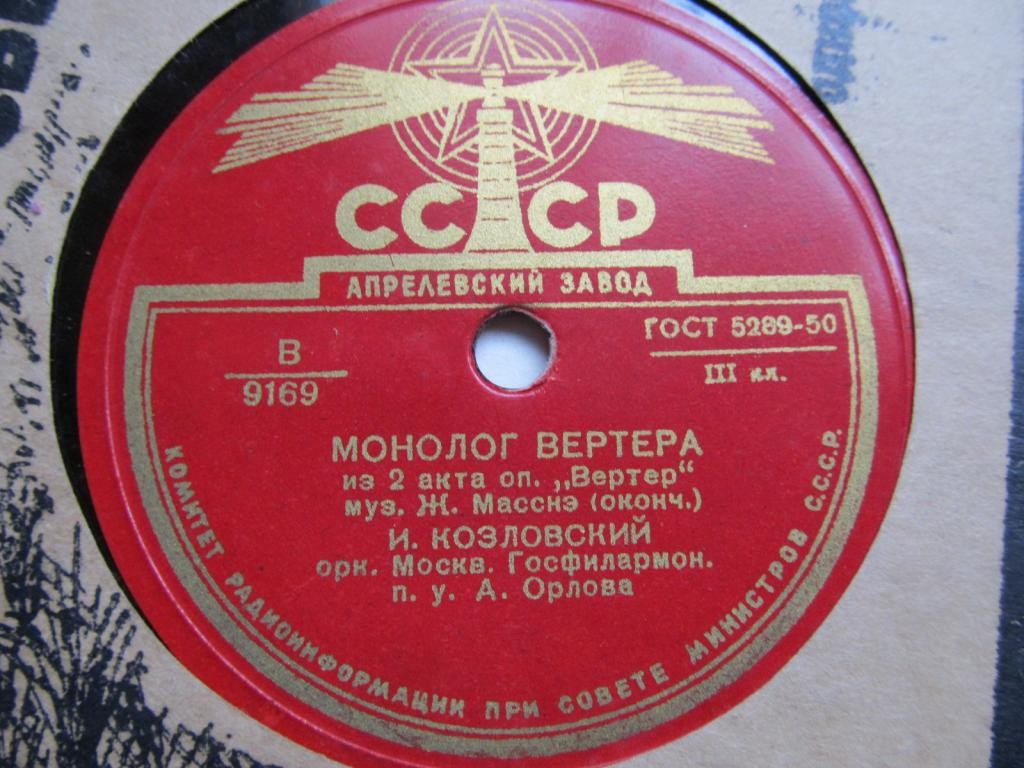 СССР
АПРЕЛЕВСКИЙ ЗАВОД
ГОСТ 5289-50
III кл.
В
9169
МОНОЛОГ ВЕРТЕРА
из 2 акта оп. „Вертер“
муз. Ж. Масснэ (оконч.)
И. КОЗЛОВСКИЙ
орк. Москв. Госфилармон.
п. у. А. Орлова
КОМИТЕТ РАДИОИНФОРМАЦИИ ПРИ СОВЕТЕ МИНИСТРОВ С.С.С.Р.